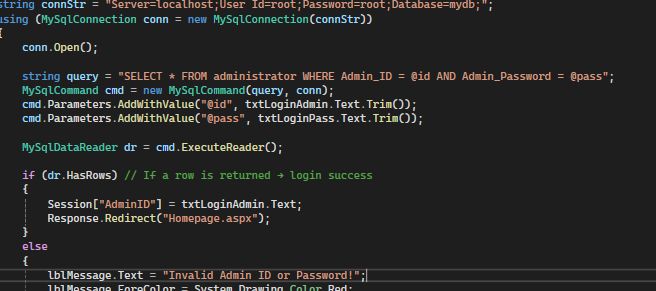 string connStr = "Server=localhost;User Id=root;Password=root;Database=mydb;";
using (MySqlConnection conn = new MySqlConnection(connStr))
{
conn.Open();
string query = "SELECT * FROM administrator WHERE Admin_ID = @id AND Admin_Password = @pass";
MySqlCommand cmd = new MySqlCommand(query, conn);
cmd.Parameters.AddWithValue("@id", txtLoginAdmin.Text.Trim());
cmd.Parameters.AddWithValue("@pass", txtLoginPass.Text.Trim());
MySqlDataReader dr = cmd.ExecuteReader();
if (dr.HasRows) // If a row is returned → login success
{
Session["AdminID"] = txtLoginAdmin.Text;
Response.Redirect("Homepage.aspx");
}
else
{
lblMessage.Text = "Invalid Admin ID or Password!";
lblMessage.ForeColor = System.Drawing.Color.Red;